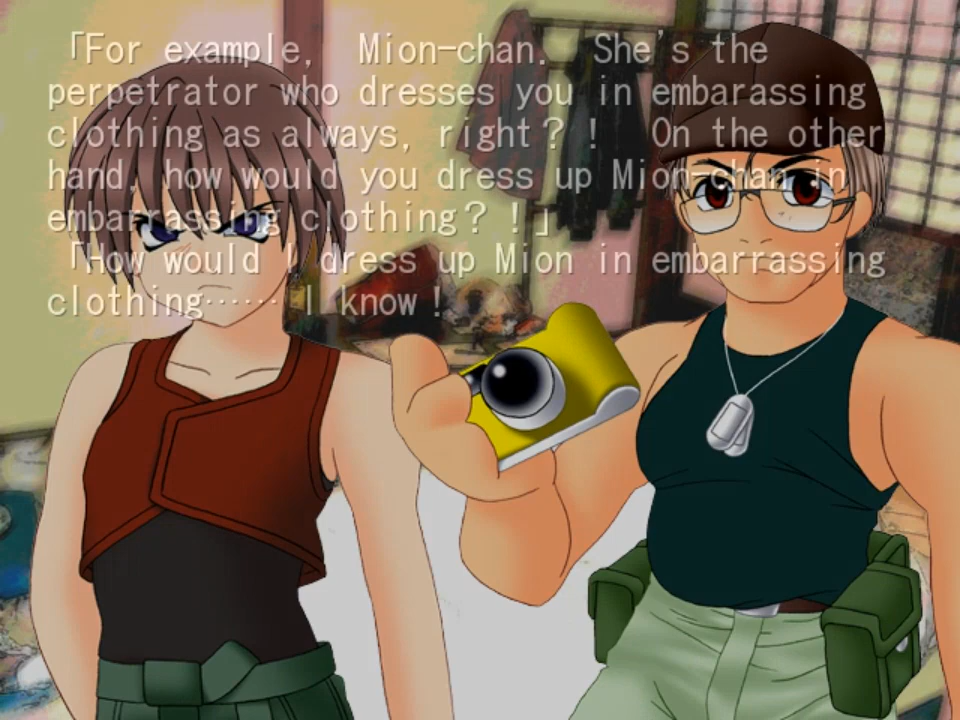 「For example, Mion-chan. She's the
perpetrator who dresses you in embarassing
clothing as always, right？！ On the other
hand, how would you dress up Mion-chan in
embarrassing clothing？！」
「How would I dress up Mion in embarrassing
clothing…… I know！